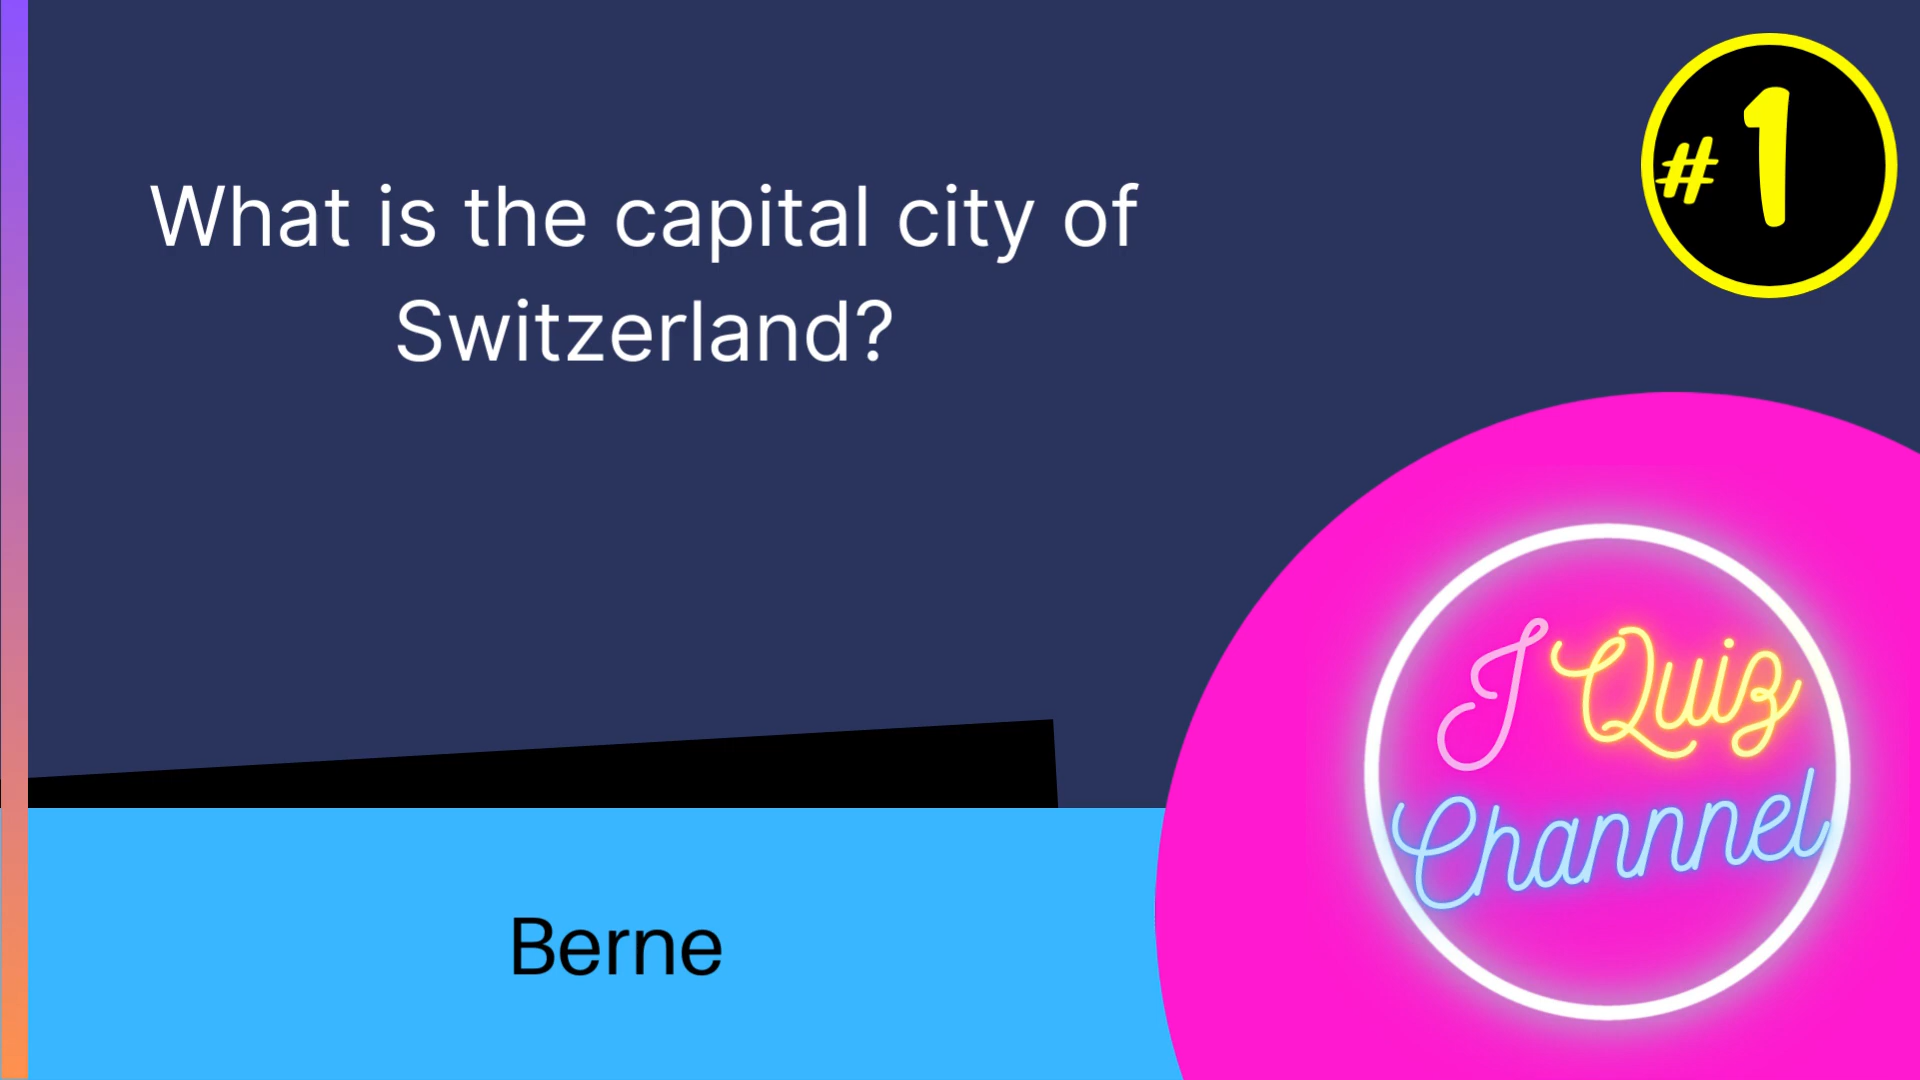 What is the capital city of
Switzerland?
#1
I Quiz
Channnel
Berne